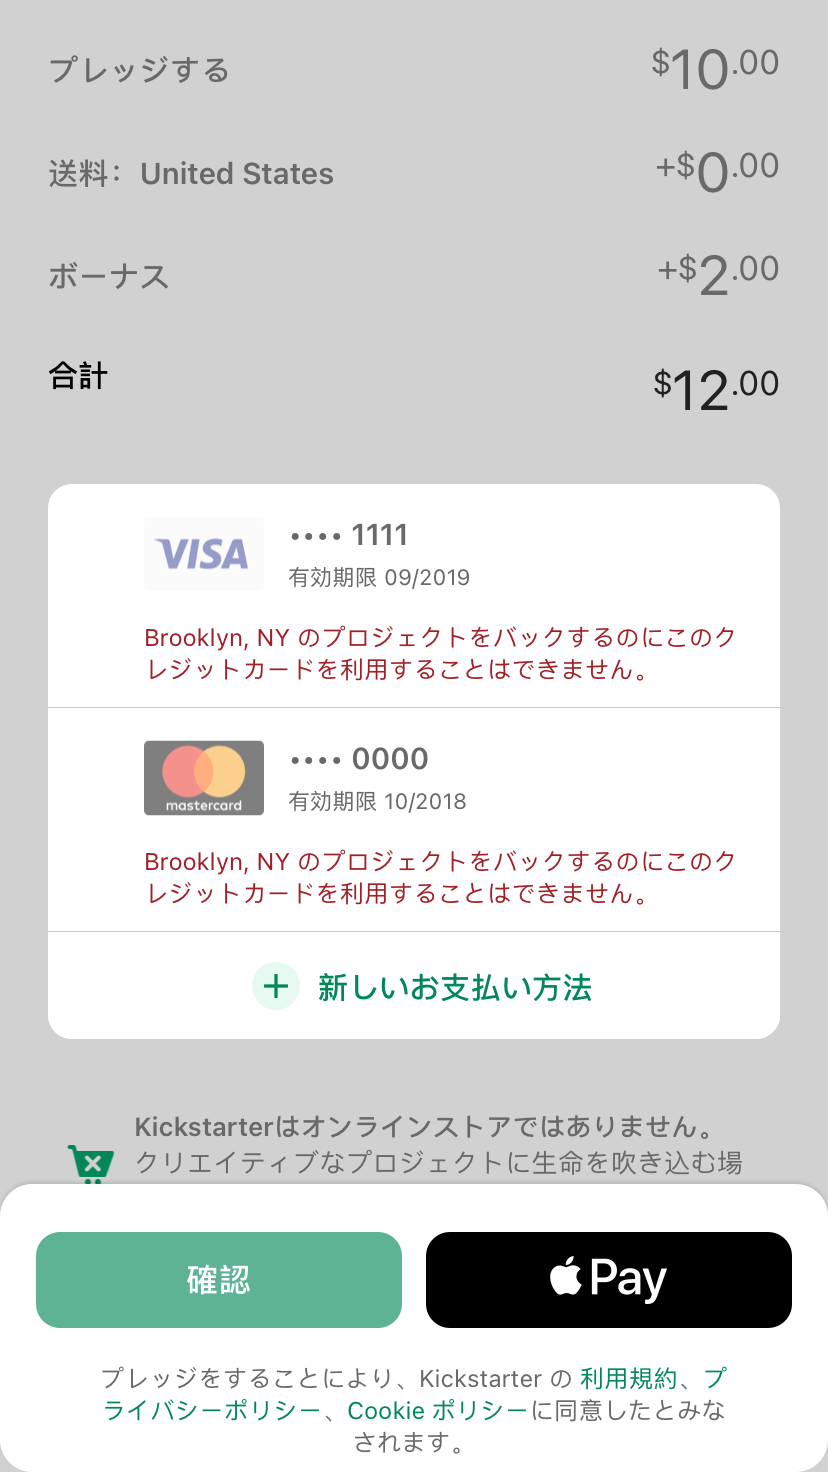 プレッジする $10.00
送料： United States +$0.00
ボーナス +$2.00
合計 $12.00
VISA •••• 1111
有効期限 09/2019
Brooklyn, NY のプロジェクトをバックするのにこのク
レジットカードを利用することはできません。
•••• 0000
mastercard 有効期限 10/2018
Brooklyn, NY のプロジェクトをバックするのにこのク
レジットカードを利用することはできません。
+ 新しいお支払い方法
Kickstarterはオンラインストアではありません。
クリエイティブなプロジェクトに生命を吹き込む場
確認 Pay
プレッジをすることにより、Kickstarter の 利用規約、プ
ライバシーポリシー、Cookie ポリシーに同意したとみな
されます。